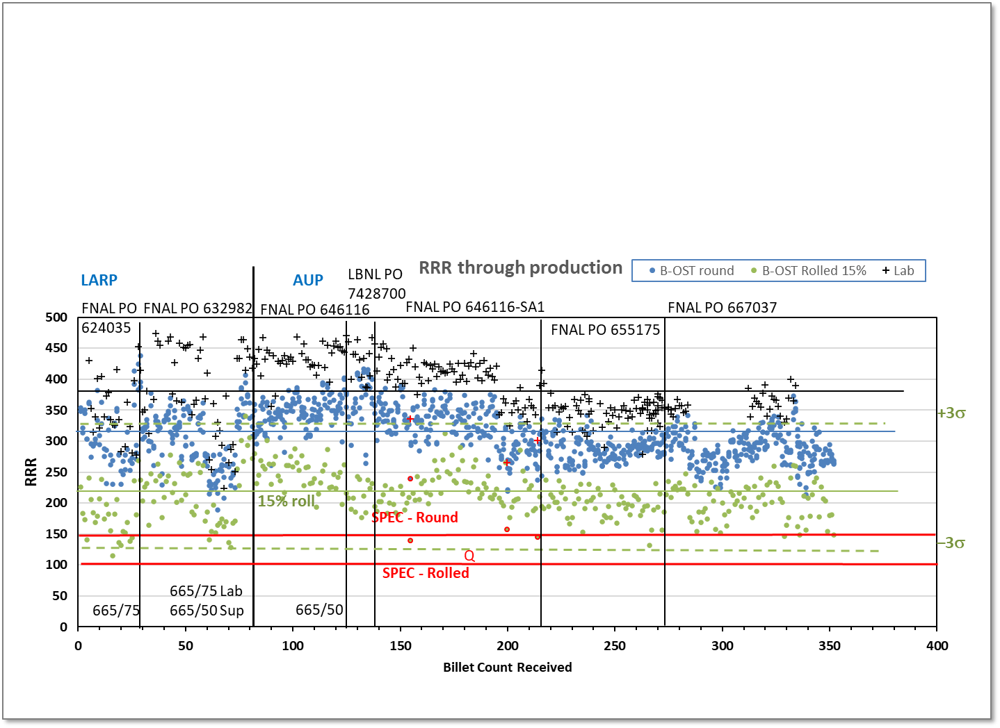 RRR through production
B-OST round
B-OST Rolled 15%
Lab
LARP
AUP
LBNL PO
7428700
FNAL PO
624035
FNAL PO 632982
FNAL PO 646116
FNAL PO 646116-SA1
FNAL PO 655175
FNAL PO 667037
500
450
400
350
300
250
200
150
100
50
0
RRR
+3σ
−3σ
15% roll
SPEC - Round
Q
SPEC - Rolled
665/75
665/75 Lab
665/50 Sup
665/50
0
50
100
150
200
250
300
350
400
Billet Count Received